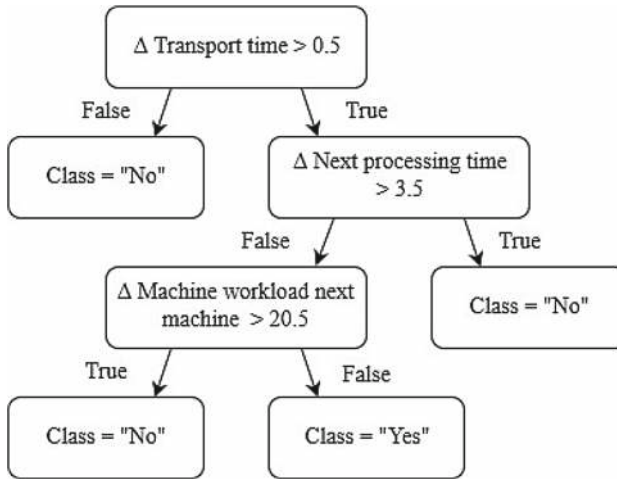 Δ Transport time > 0.5
False
True
Class = "No"
Δ Next processing time
> 3.5
False
True
Δ Machine workload next
machine > 20.5
Class = "No"
True
False
Class = "No"
Class = "Yes"